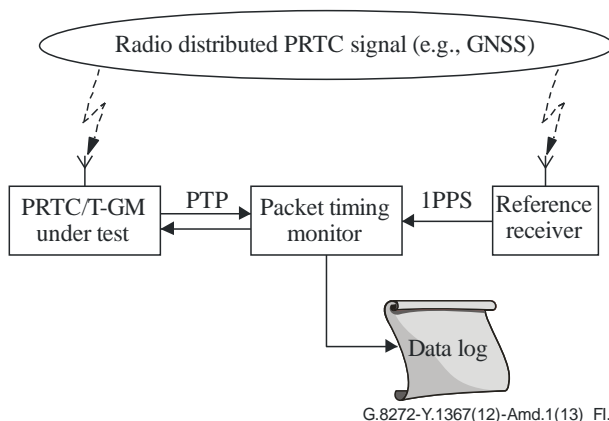 Radio distributed PRTC signal (e.g., GNSS)
PRTC/T-GM
under test
PTP
Packet timing
monitor
1PPS
Reference
receiver
Data log
G.8272-Y.1367(12)-Amd.1(13)_FI.